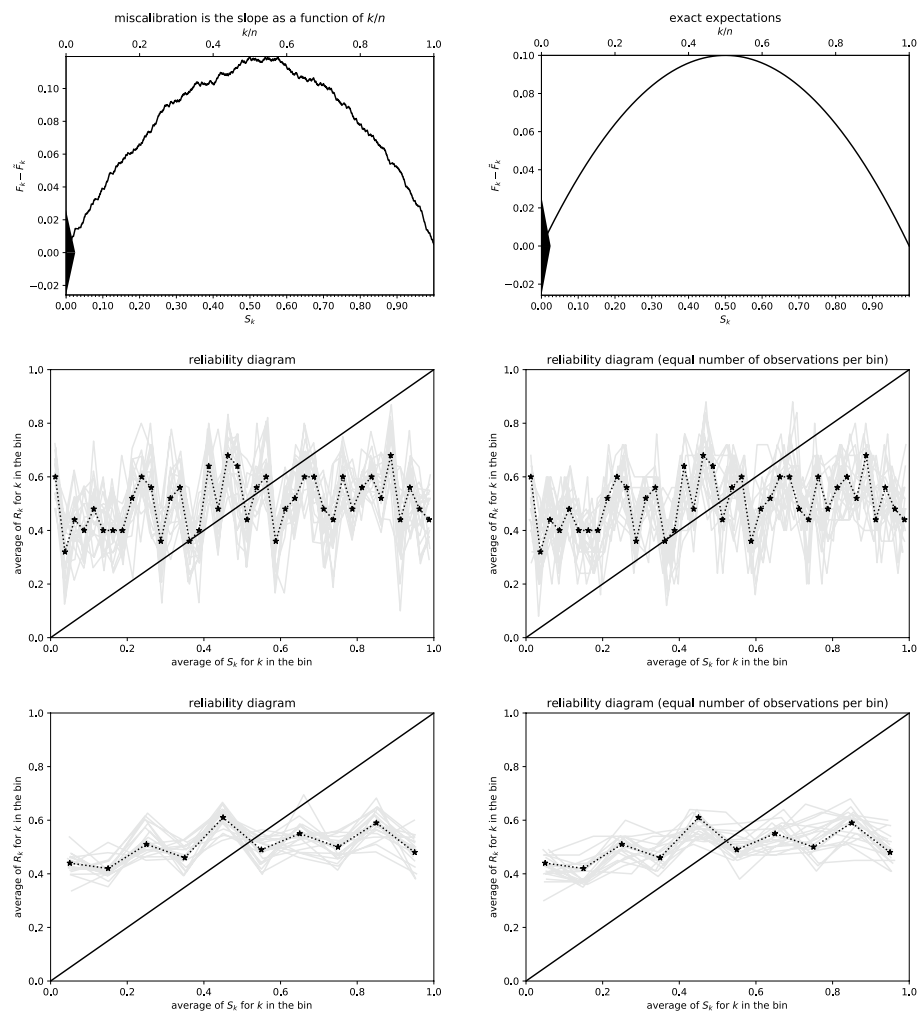 miscalibration is the slope as a function of k/n
k/n
0.0 0.2 0.4 0.6 0.8 1.0
F_k − F̃_k
0.10
0.08
0.06
0.04
0.02
0.00
−0.02
0.00 0.10 0.20 0.30 0.40 0.50 0.60 0.70 0.80 0.90
S_k
exact expectations
k/n
0.0 0.2 0.4 0.6 0.8 1.0
F_k − F̃_k
0.10
0.08
0.06
0.04
0.02
0.00
−0.02
0.00 0.10 0.20 0.30 0.40 0.50 0.60 0.70 0.80 0.90
S_k
reliability diagram
average of R_k for k in the bin
1.0
0.8
0.6
0.4
0.2
0.0
0.0 0.2 0.4 0.6 0.8 1.0
average of S_k for k in the bin
reliability diagram (equal number of observations per bin)
average of R_k for k in the bin
1.0
0.8
0.6
0.4
0.2
0.0
0.0 0.2 0.4 0.6 0.8 1.0
average of S_k for k in the bin
reliability diagram
average of R_k for k in the bin
1.0
0.8
0.6
0.4
0.2
0.0
0.0 0.2 0.4 0.6 0.8 1.0
average of S_k for k in the bin
reliability diagram (equal number of observations per bin)
average of R_k for k in the bin
1.0
0.8
0.6
0.4
0.2
0.0
0.0 0.2 0.4 0.6 0.8 1.0
average of S_k for k in the bin